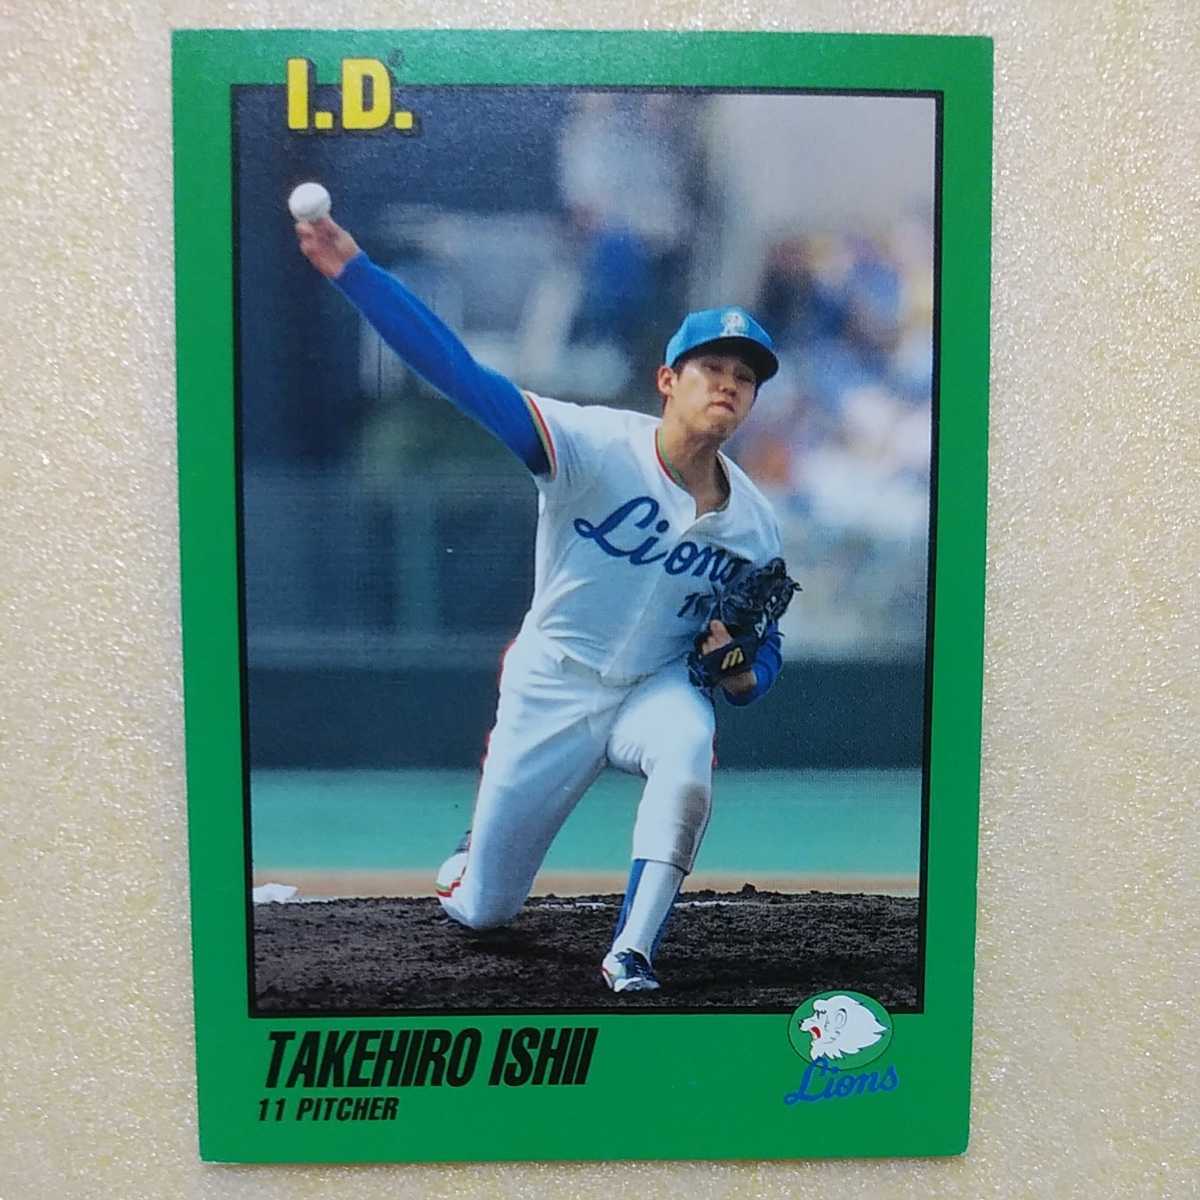 I.D.
Lions
TAKEHIRO ISHII
11 PITCHER
Lions